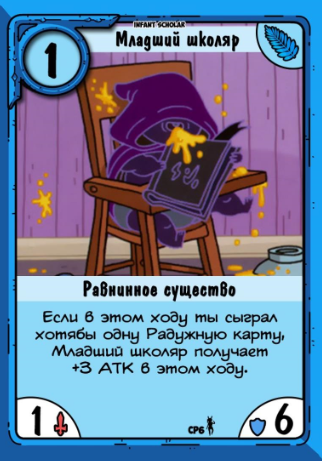 INFANT SCHOLAR
1
Младший школяр
Равнинное существо
Если в этом ходу ты сыграл
хотябы одну Радужную карту,
Младший школяр получает
+3 АТК в этом ходу.
1
CP6
6